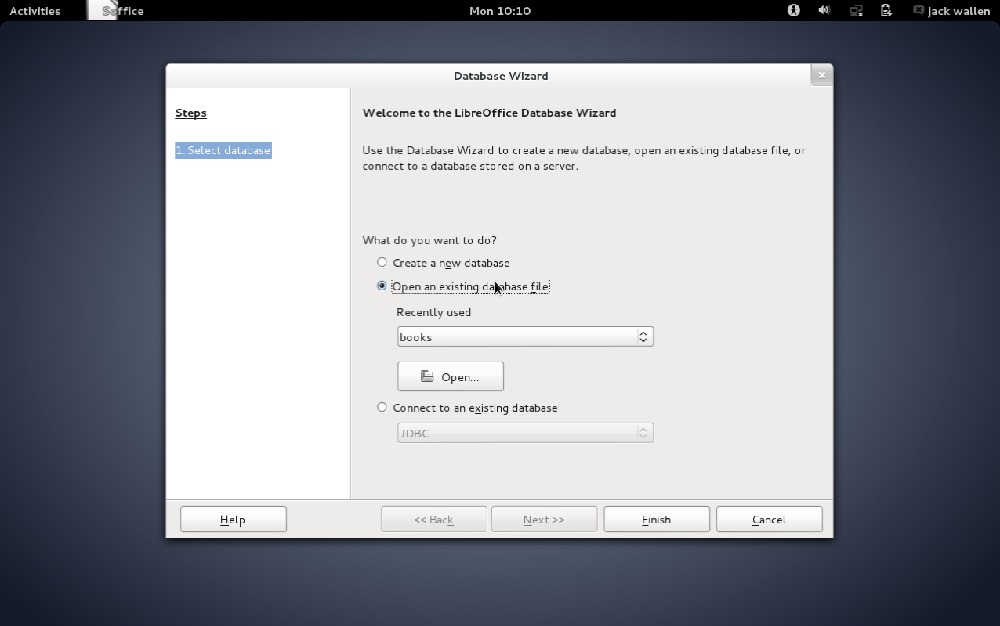 Activities
Soffice
Mon 10:10
jack wallen
Database Wizard
Steps
1. Select database
Welcome to the LibreOffice Database Wizard
Use the Database Wizard to create a new database, open an existing database file, or
connect to a database stored on a server.
What do you want to do?
Create a new database
Open an existing database file
Recently used
books
Open...
Connect to an existing database
JDBC
Help
<< Back
Next >>
Finish
Cancel